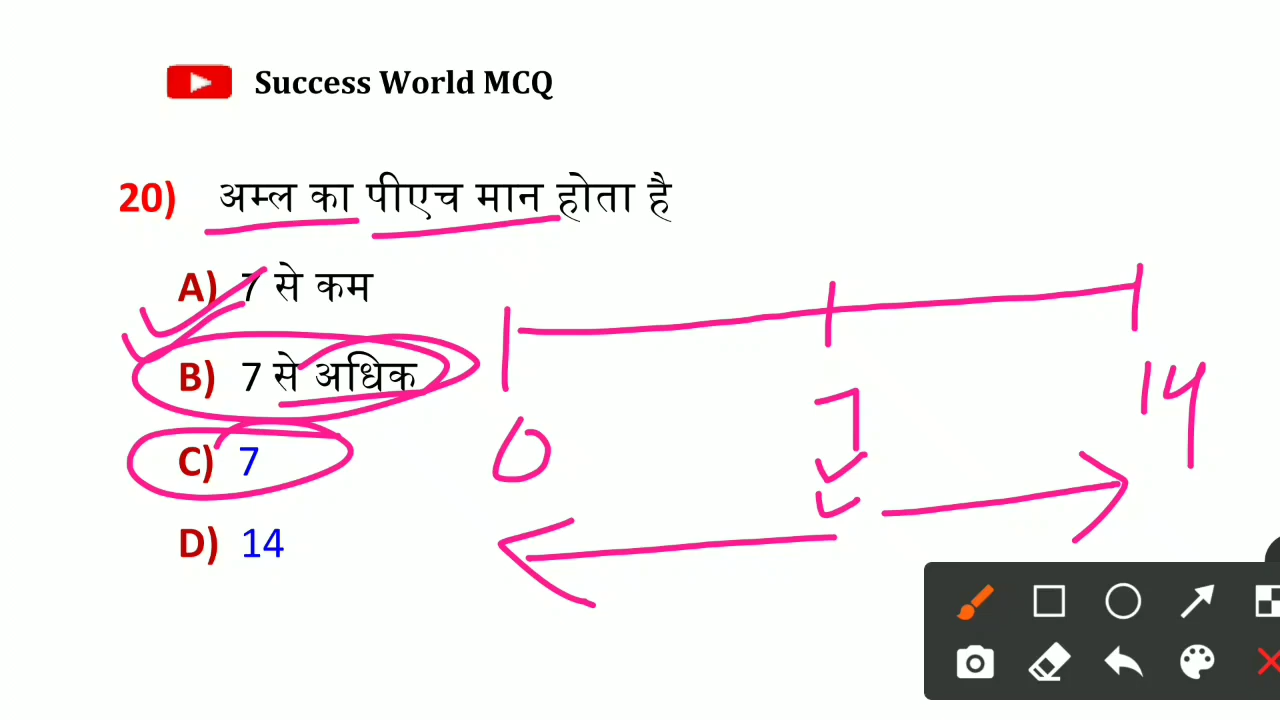 Success World MCQ
20) अम्ल का पीएच मान होता है
A) 7 से कम
B) 7 से अधिक
C) 7
D) 14
0 7 14